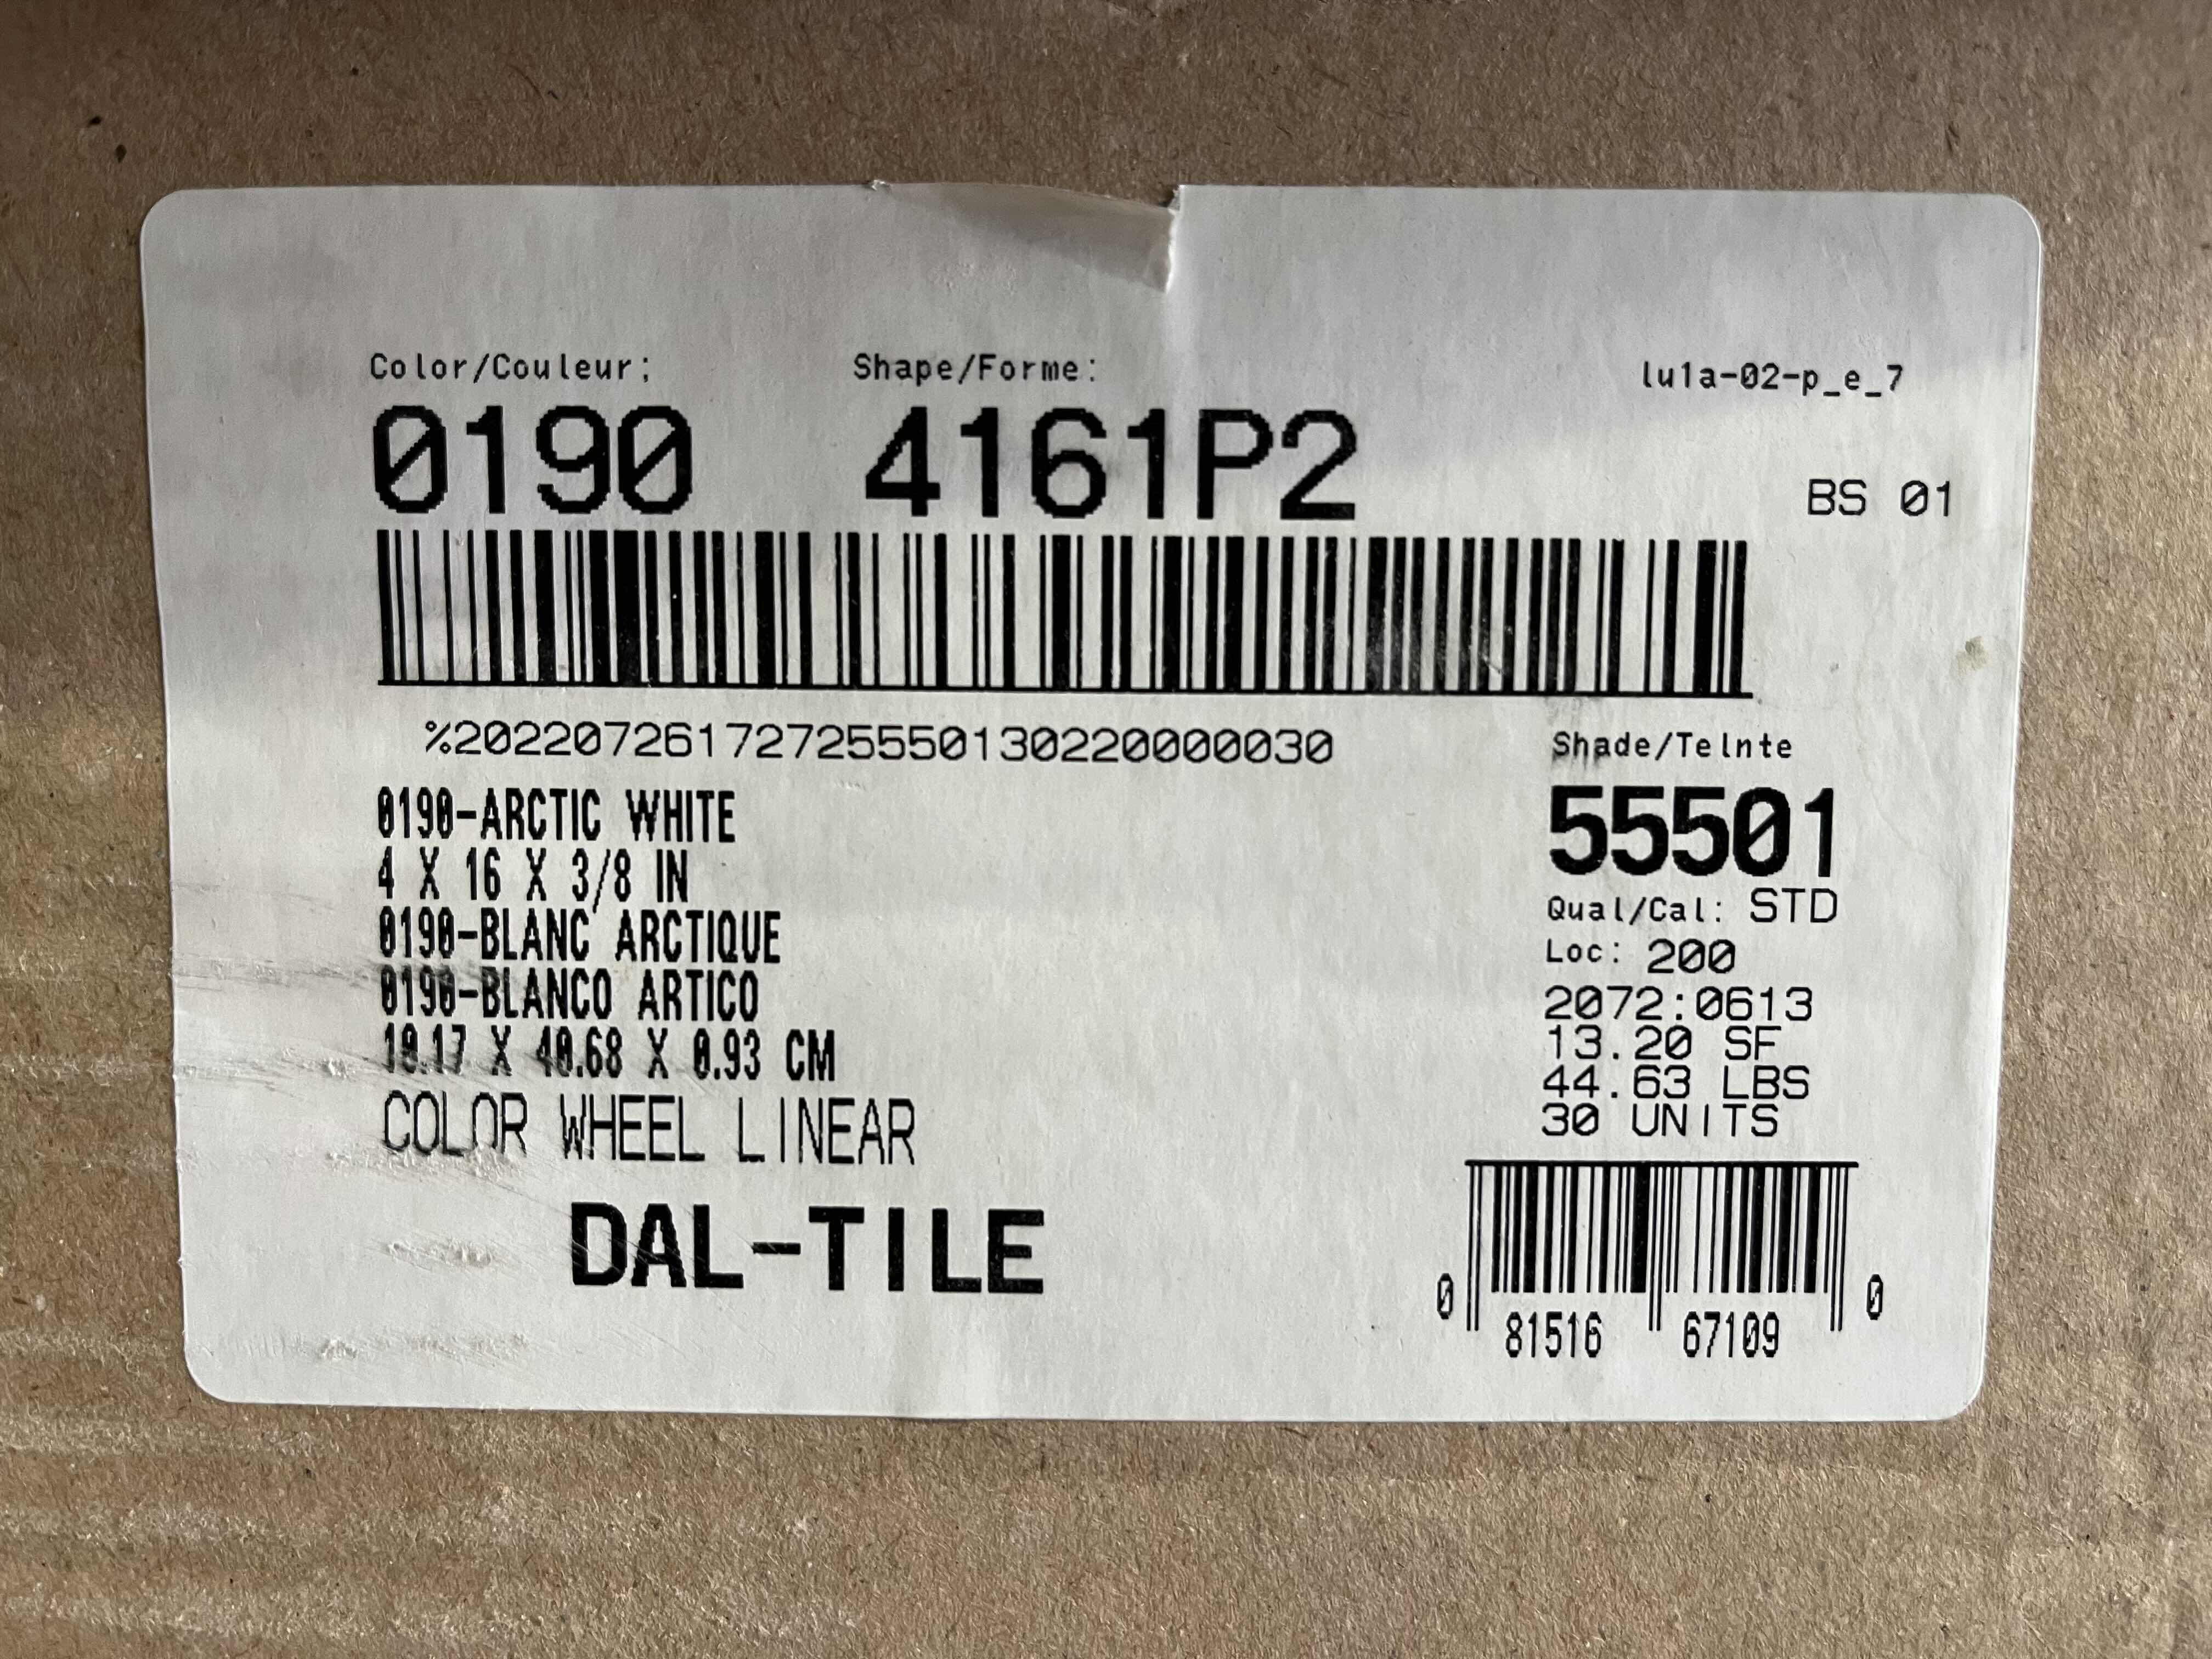 Color/Couleur: Shape/Forme: lu1a-02-p_e_7
0190 4161P2
BS 01
%20220726172725550130220000030
Shade/Telnte
0190-ARCTIC WHITE
55501
4 X 16 X 3/8 IN
Qual/Cal: STD
0190-BLANC ARCTIQUE
Loc: 200
0190-BLANCO ARTICO
2072:0613
10.17 X 40.68 X 0.93 CM
13.20 SF
44.63 LBS
COLOR WHEEL LINEAR
30 UNITS
DAL-TILE
0 81516 67109 0